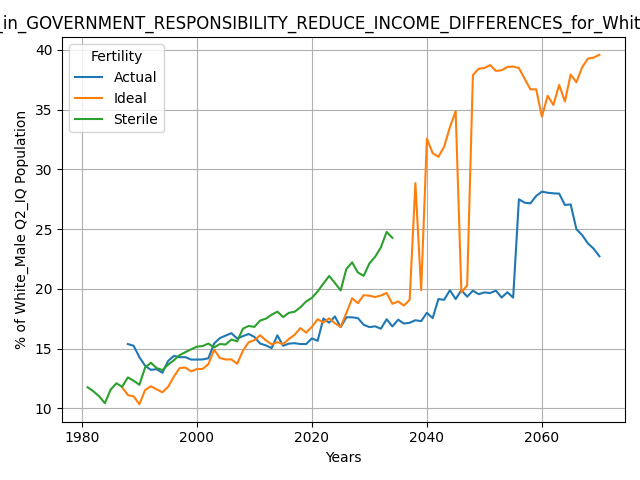 _in_GOVERNMENT_RESPONSIBILITY_REDUCE_INCOME_DIFFERENCES_for_Whit
Fertility
Actual
Ideal
Sterile
% of White_Male Q2_IQ Population
40
35
30
25
20
15
10
1980
2000
2020
2040
2060
Years